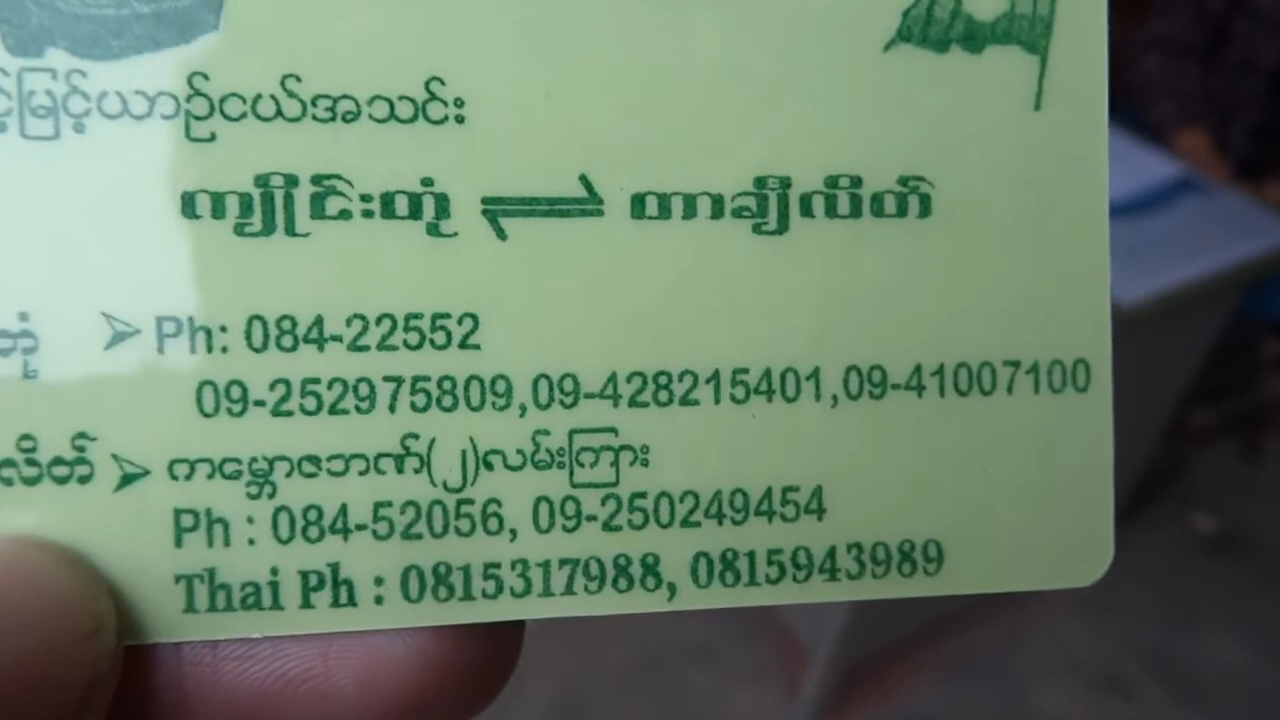 မြင့်ယာဉ်ငယ်အသင်း
ကျိုင်းတုံ ⇌ တာချီလိတ်
➢ Ph: 084-22552
09-252975809,09-428215401,09-41007100
လိတ် ➢ ကမ္ဘောဇဘဏ်(၂)လမ်းကြား
Ph : 084-52056, 09-250249454
Thai Ph : 0815317988, 0815943989